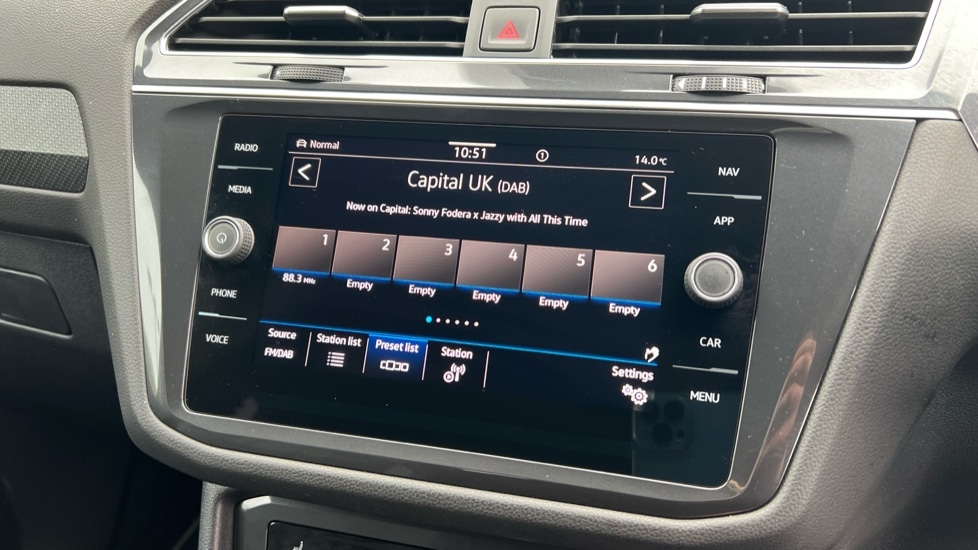 RADIO
MEDIA
PHONE
VOICE
Normal
10:51
14.0°C
<
Capital UK (DAB)
>
Now on Capital: Sonny Fodera x Jazzy with All This Time
1 2 3 4 5 6
88.3 MHz Empty Empty Empty Empty Empty
Source
FM/DAB
Station list
Preset list
Station
Settings
NAV
APP
CAR
MENU